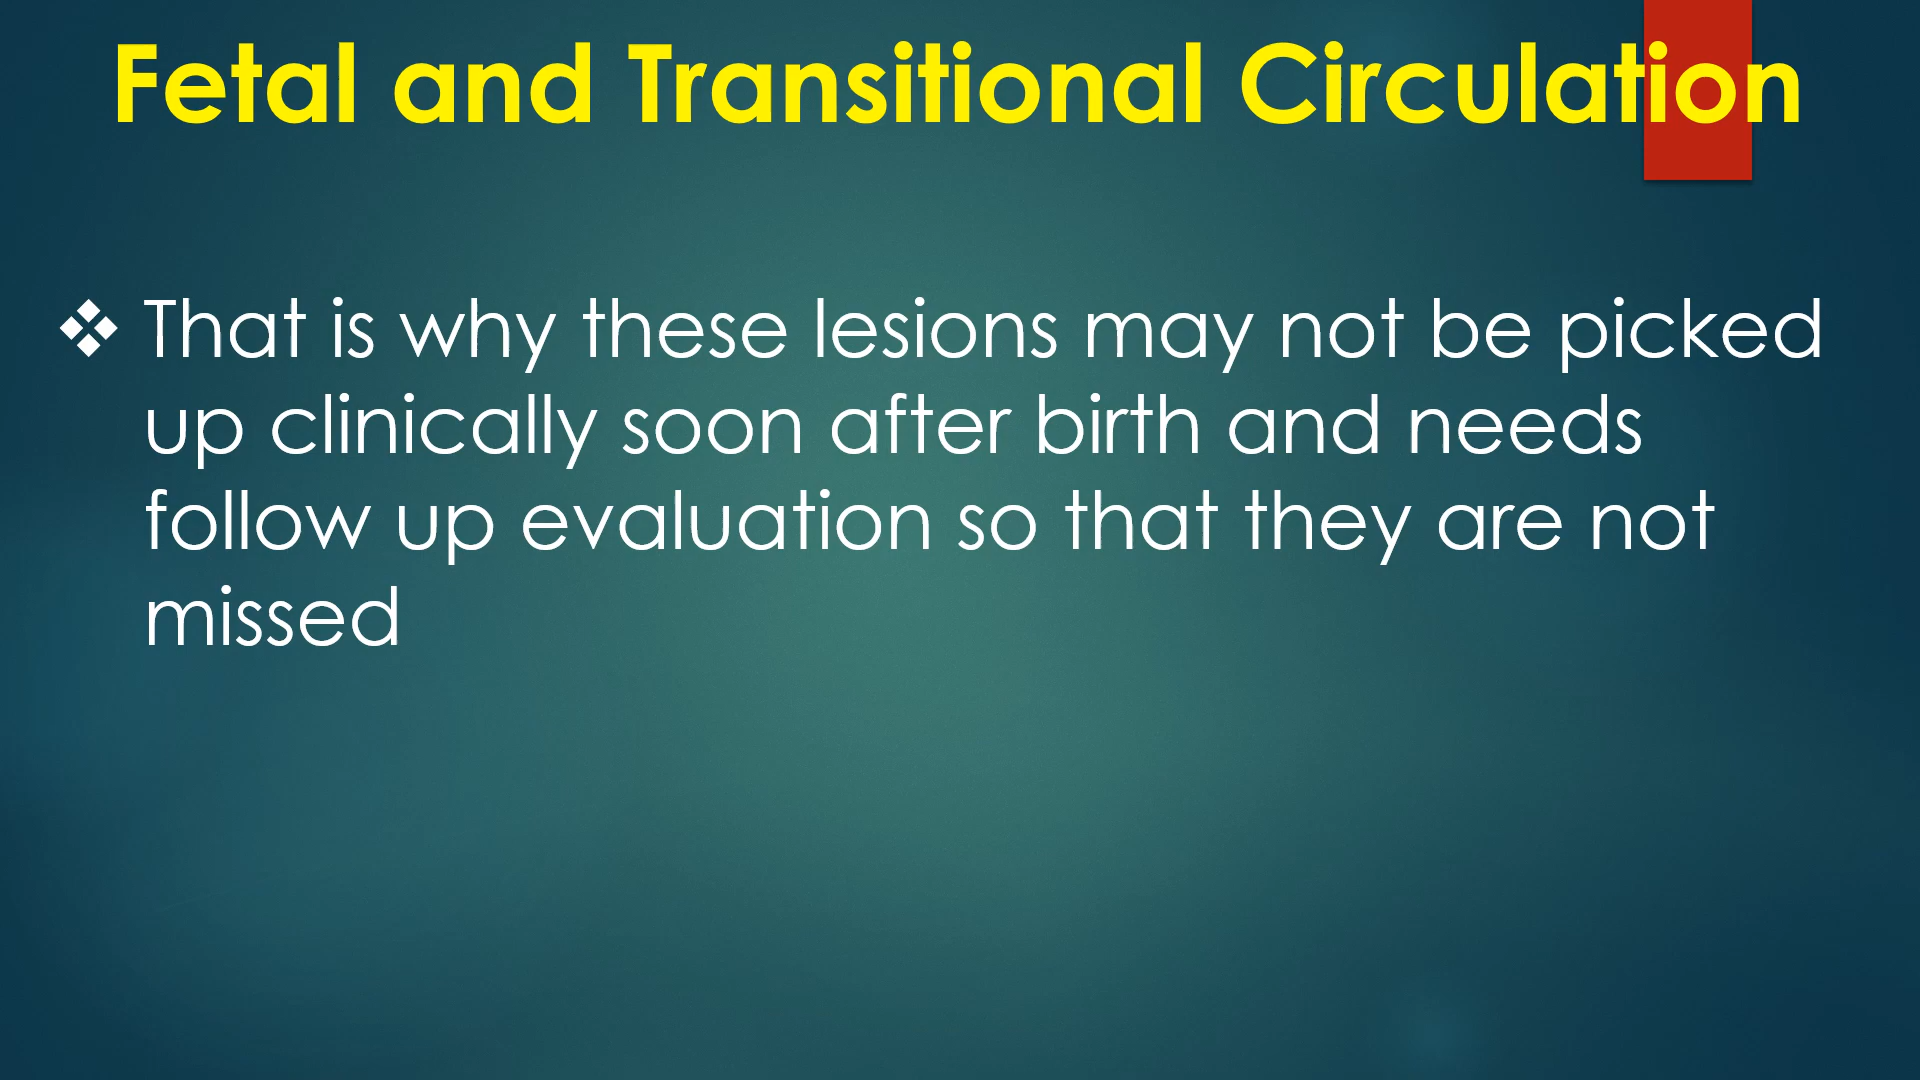 Fetal and Transitional Circulation
❖ That is why these lesions may not be picked
up clinically soon after birth and needs
follow up evaluation so that they are not
missed